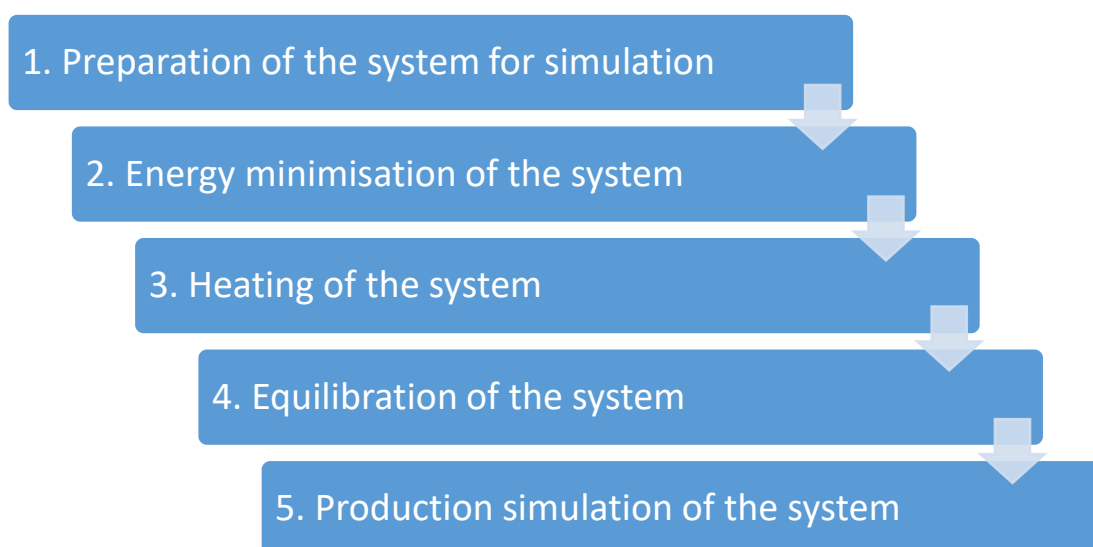 1. Preparation of the system for simulation
2. Energy minimisation of the system
3. Heating of the system
4. Equilibration of the system
5. Production simulation of the system